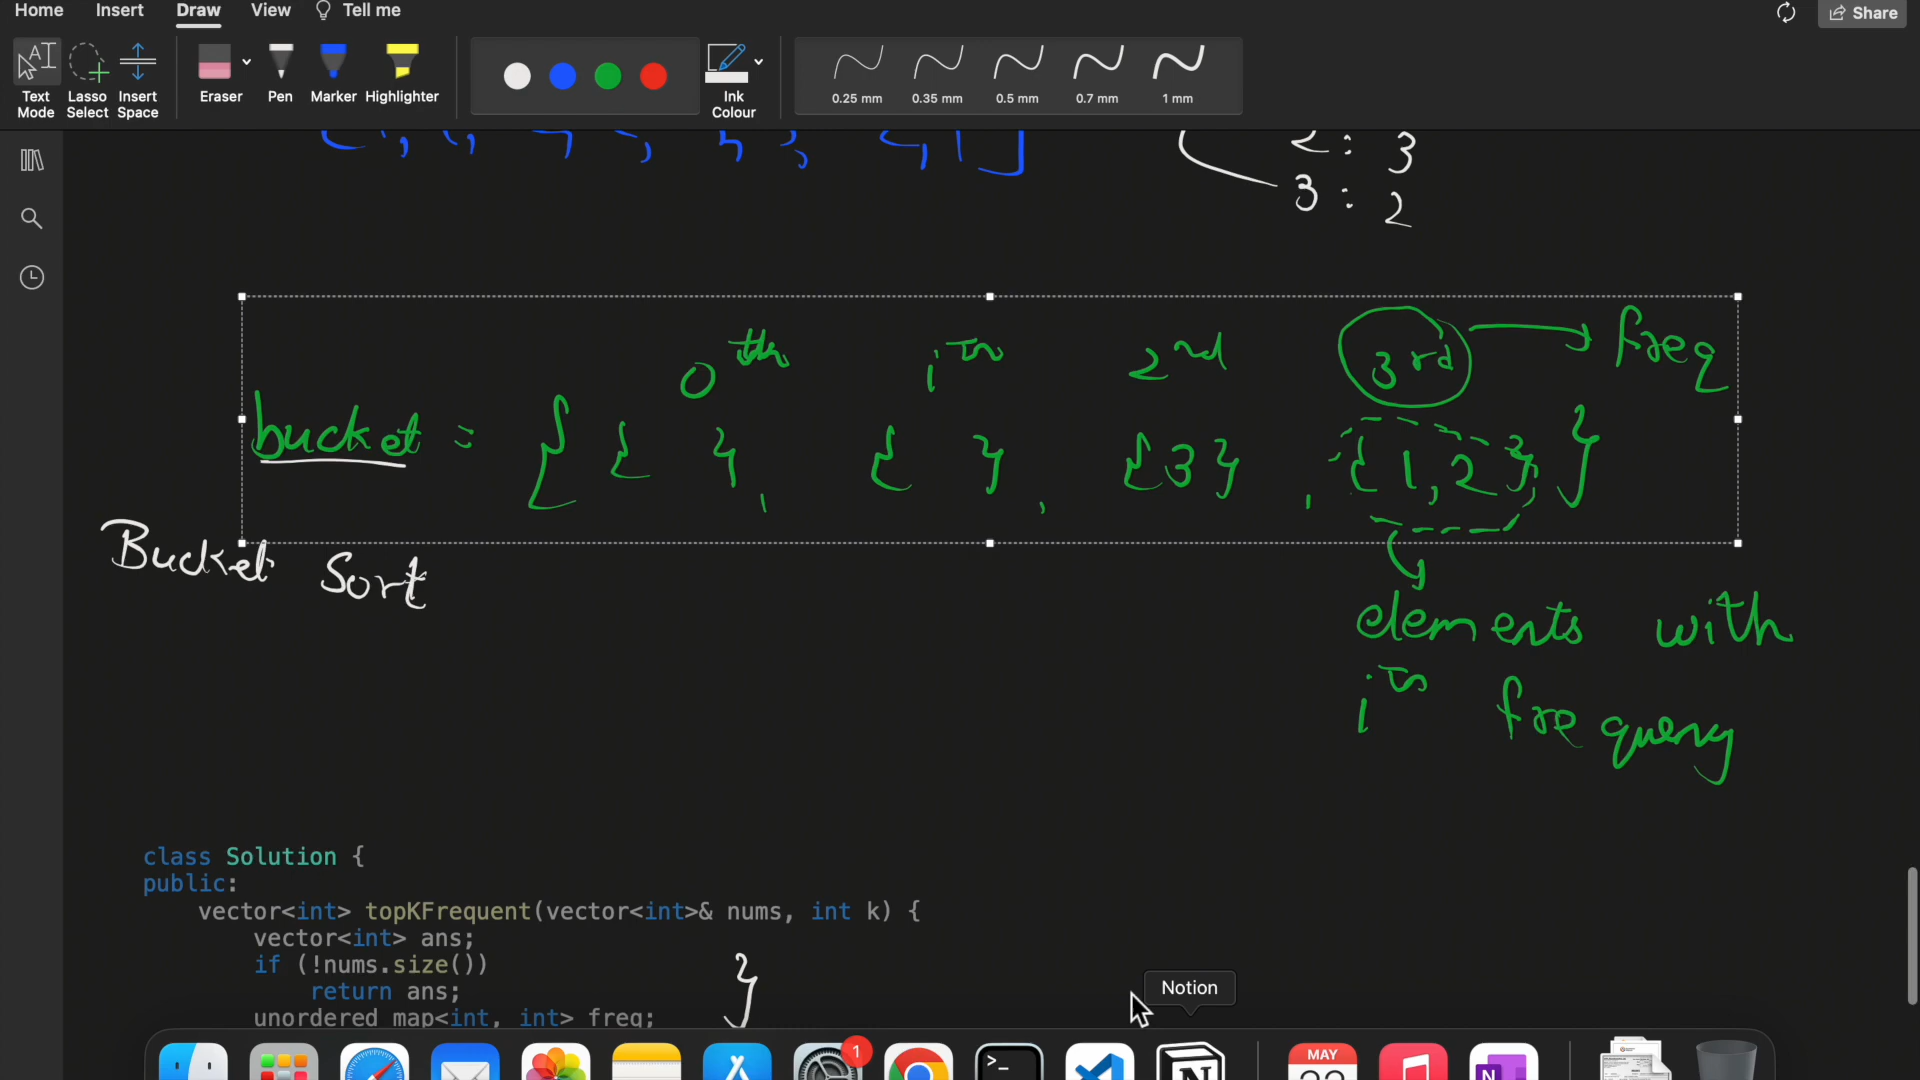 Home Insert Draw View Tell me Share
Text Mode
Lasso Select
Insert Space
Eraser
Pen
Marker
Highlighter
Ink Colour
0.25 mm 0.35 mm 0.5 mm 0.7 mm 1 mm
2 : 3
3 : 2
0th 1th 2nd 3rd freq
bucket = { { }, { }, {3}, {1,2}, }
Bucket Sort
elements with
ith frequency
class Solution {
public:
vector<int> topKFrequent(vector<int>& nums, int k) {
vector<int> ans;
if (!nums.size())
return ans;
}
unordered map<int, int> freq;
Notion
1
MAY
N